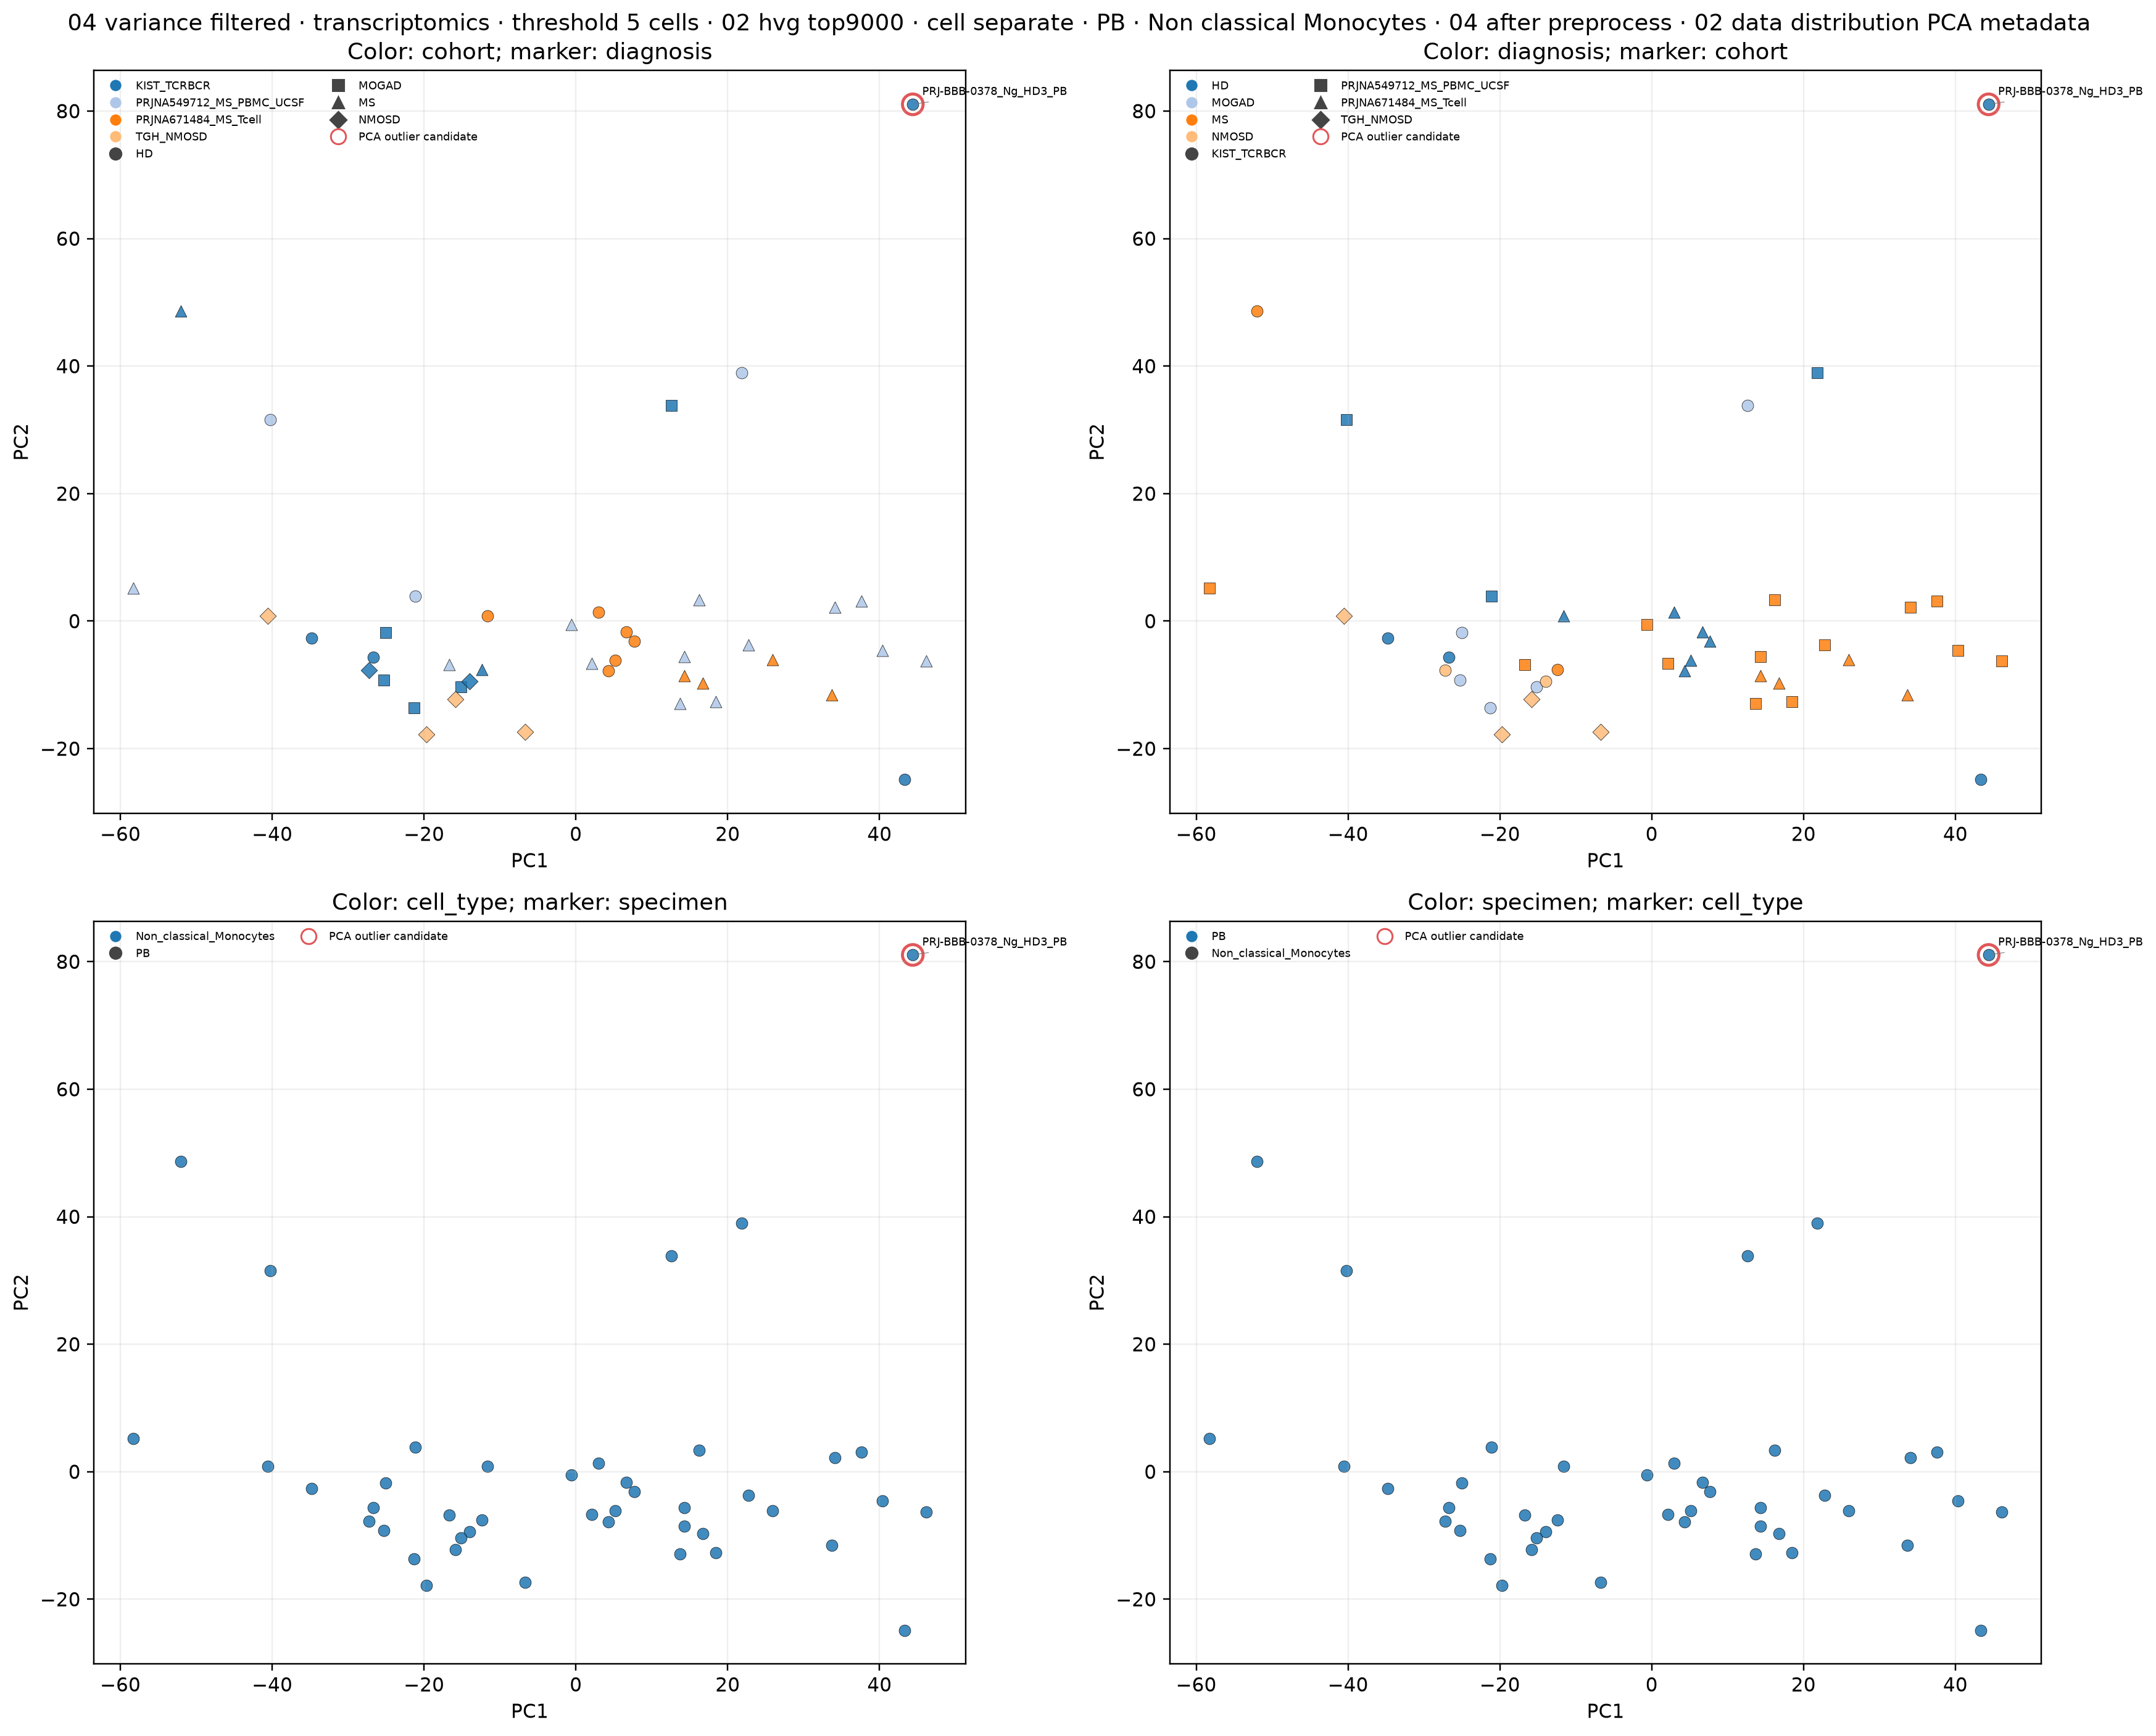 04 variance filtered · transcriptomics · threshold 5 cells · 02 hvg top9000 · cell separate · PB · Non classical Monocytes · 04 after preprocess · 02 data distribution PCA metadata
Color: cohort; marker: diagnosis
KIST_TCRBCR
PRJNA549712_MS_PBMC_UCSF
PRJNA671484_MS_Tcell
TGH_NMOSD
HD
MOGAD
MS
NMOSD
PCA outlier candidate
PRJ-BBB-0378_Ng_HD3_PB
80
60
40
20
0
−20
PC2
−60 −40 −20 0 20 40
PC1
Color: diagnosis; marker: cohort
HD
MOGAD
MS
NMOSD
KIST_TCRBCR
PRJNA549712_MS_PBMC_UCSF
PRJNA671484_MS_Tcell
TGH_NMOSD
PCA outlier candidate
PRJ-BBB-0378_Ng_HD3_PB
80
60
40
20
0
−20
PC2
−60 −40 −20 0 20 40
PC1
Color: cell_type; marker: specimen
Non_classical_Monocytes
PB
PCA outlier candidate
PRJ-BBB-0378_Ng_HD3_PB
80
60
40
20
0
−20
PC2
−60 −40 −20 0 20 40
PC1
Color: specimen; marker: cell_type
PB
Non_classical_Monocytes
PCA outlier candidate
PRJ-BBB-0378_Ng_HD3_PB
80
60
40
20
0
−20
PC2
−60 −40 −20 0 20 40
PC1